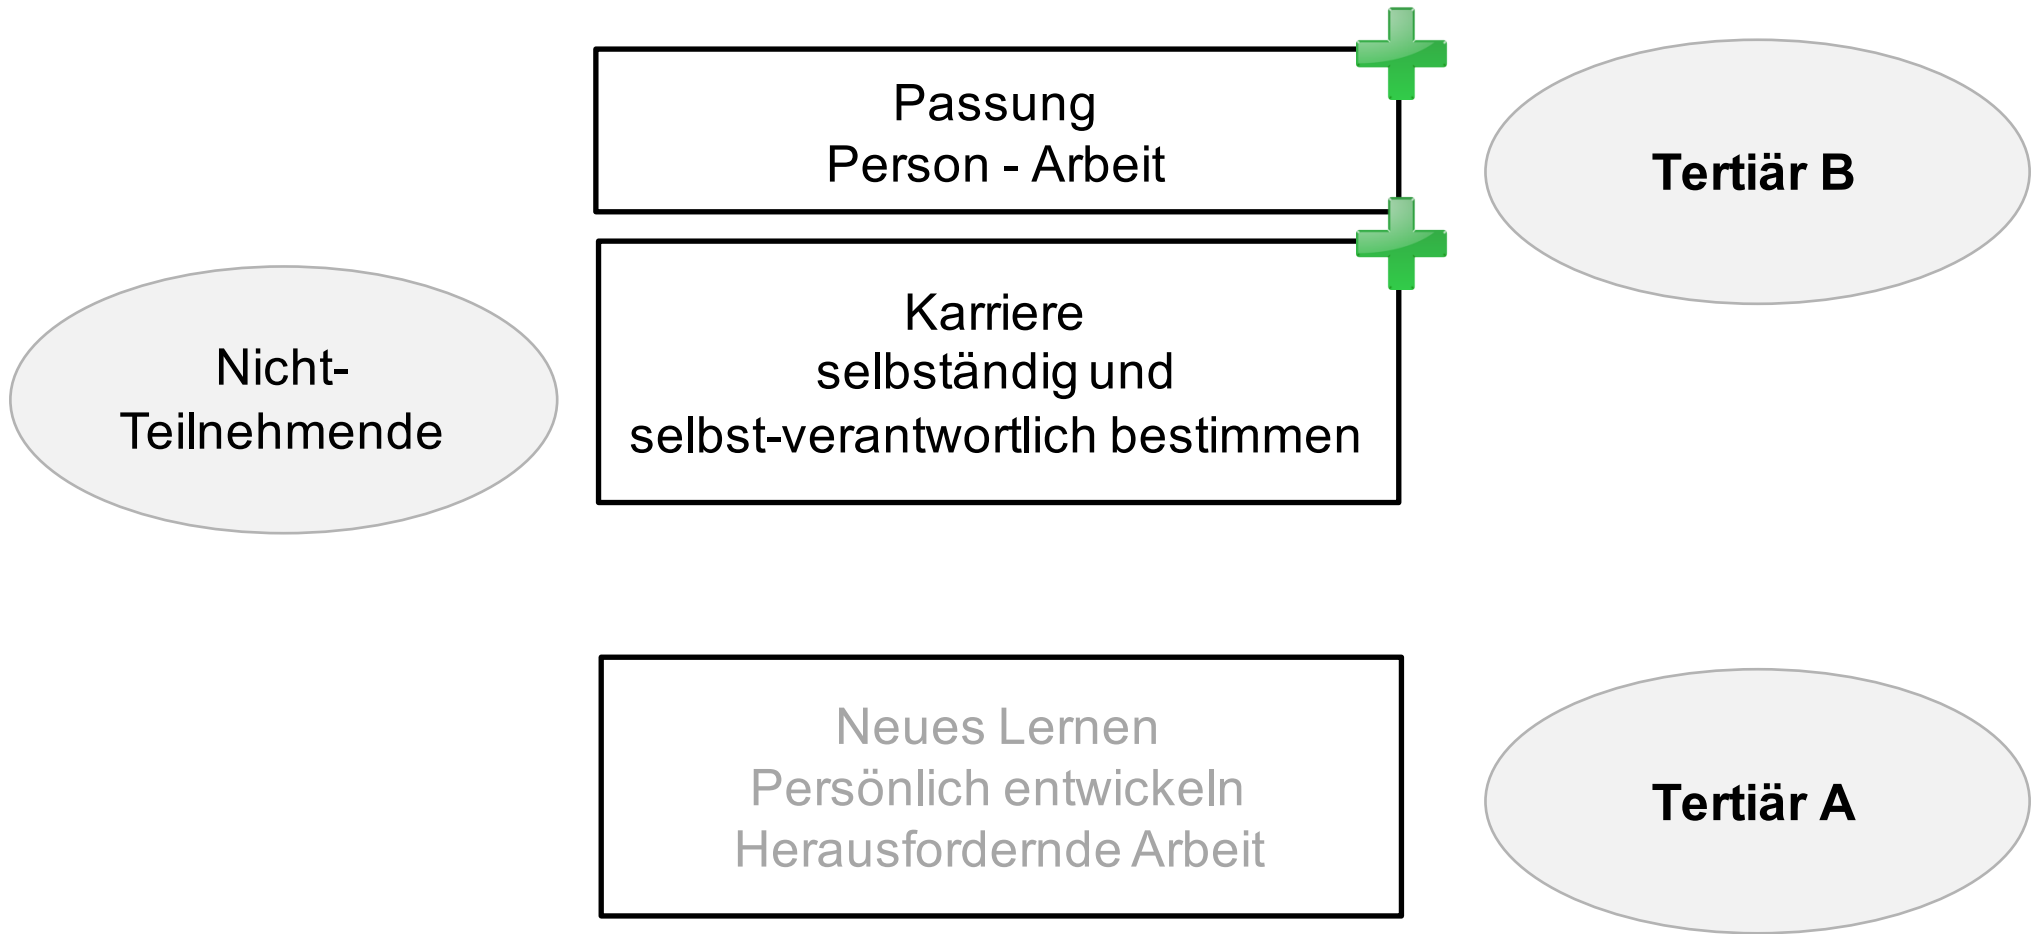 Passung
Person - Arbeit
Tertiär B
Nicht-
Teilnehmende
Karriere
selbständig und
selbst-verantwortlich bestimmen
Neues Lernen
Persönlich entwickeln
Herausfordernde Arbeit
Tertiär A